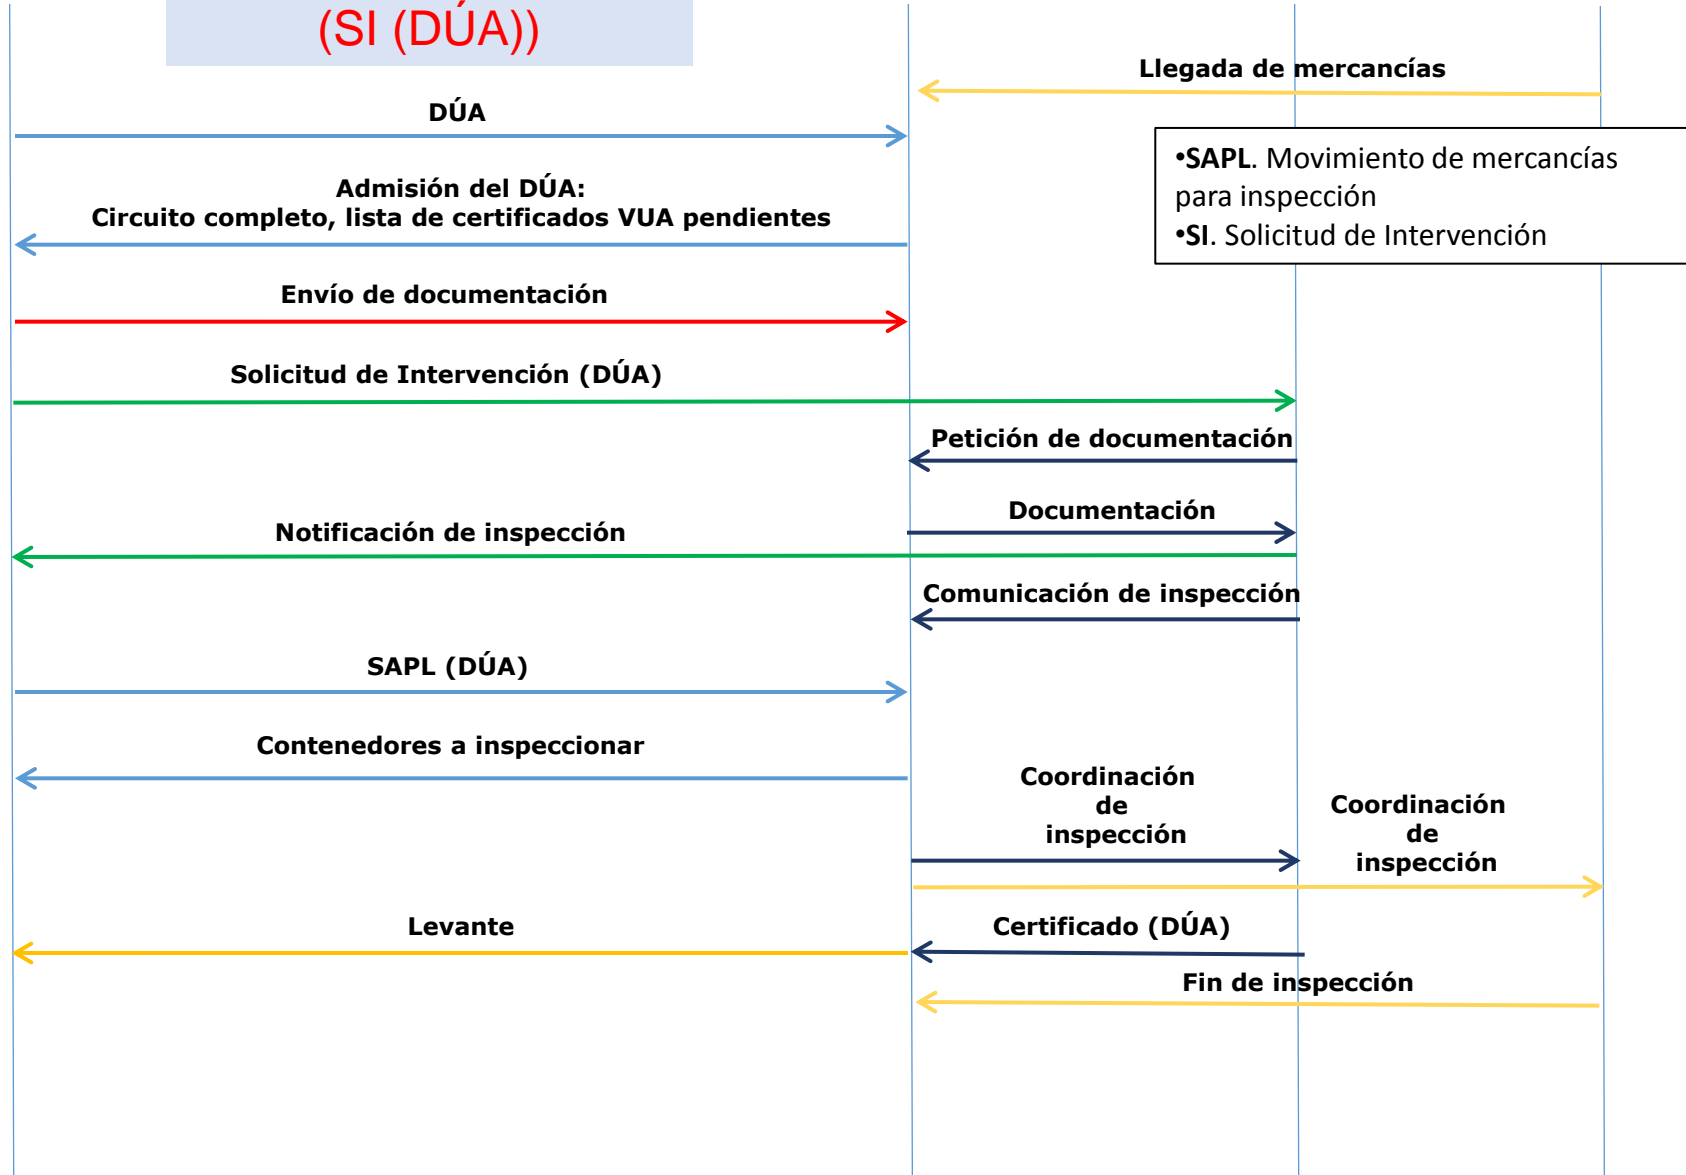 (SI (DÚA))
Llegada de mercancías
DÚA
•SAPL. Movimiento de mercancías
para inspección
•SI. Solicitud de Intervención
Admisión del DÚA:
Circuito completo, lista de certificados VUA pendientes
Envío de documentación
Solicitud de Intervención (DÚA)
Petición de documentación
Documentación
Notificación de inspección
Comunicación de inspección
SAPL (DÚA)
Contenedores a inspeccionar
Coordinación
de
inspección
Coordinación
de
inspección
Levante
Certificado (DÚA)
Fin de inspección